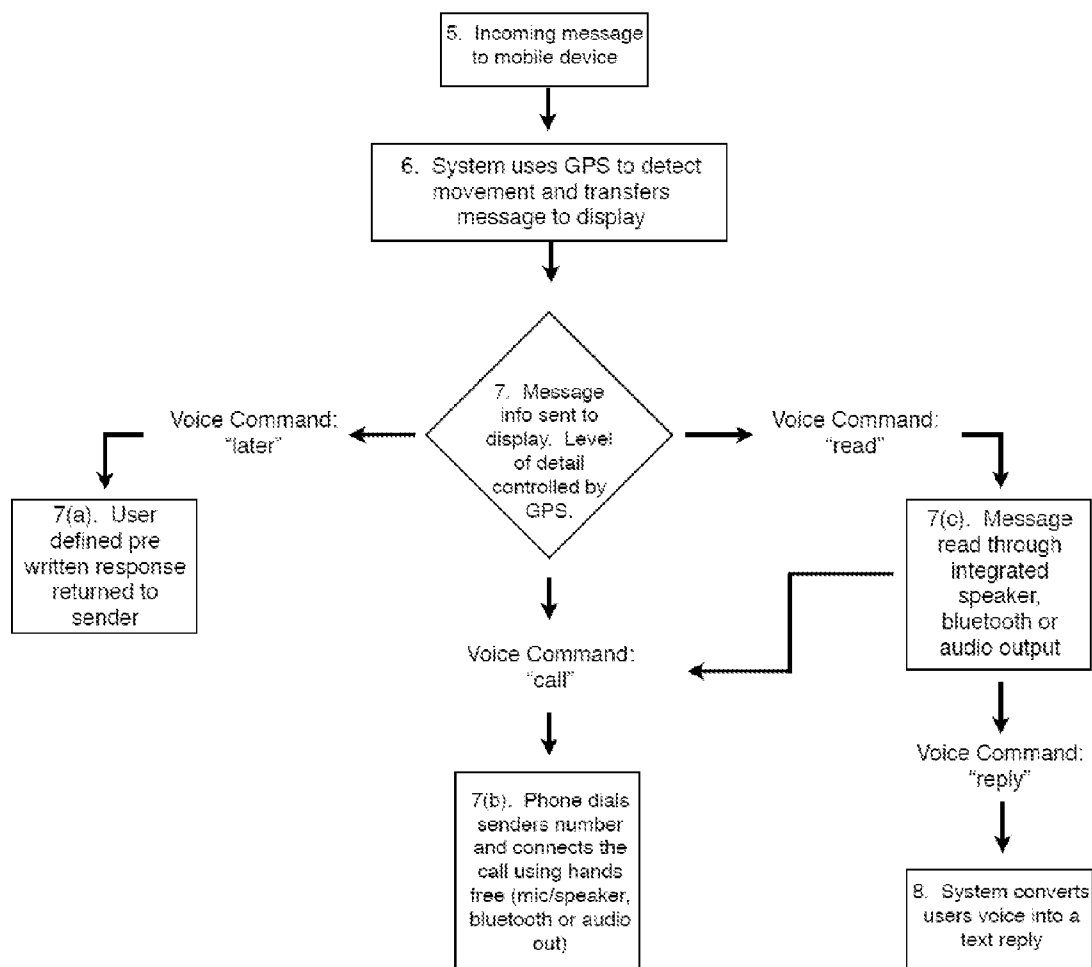 5. Incoming message
to mobile device
6. System uses GPS to detect
movement and transfers
message to display
7. Message
info sent to
display. Level
of detail
controlled by
GPS.
Voice Command:
"later"
Voice Command:
"read"
7(a). User
defined pre
written response
returned to
sender
7(c). Message
read through
integrated
speaker,
bluetooth or
audio output
Voice Command:
"call"
Voice Command:
"reply"
7(b). Phone dials
senders number
and connects the
call using hands
free (mic/speaker,
bluetooth or audio
out)
8. System converts
users voice into a
text reply